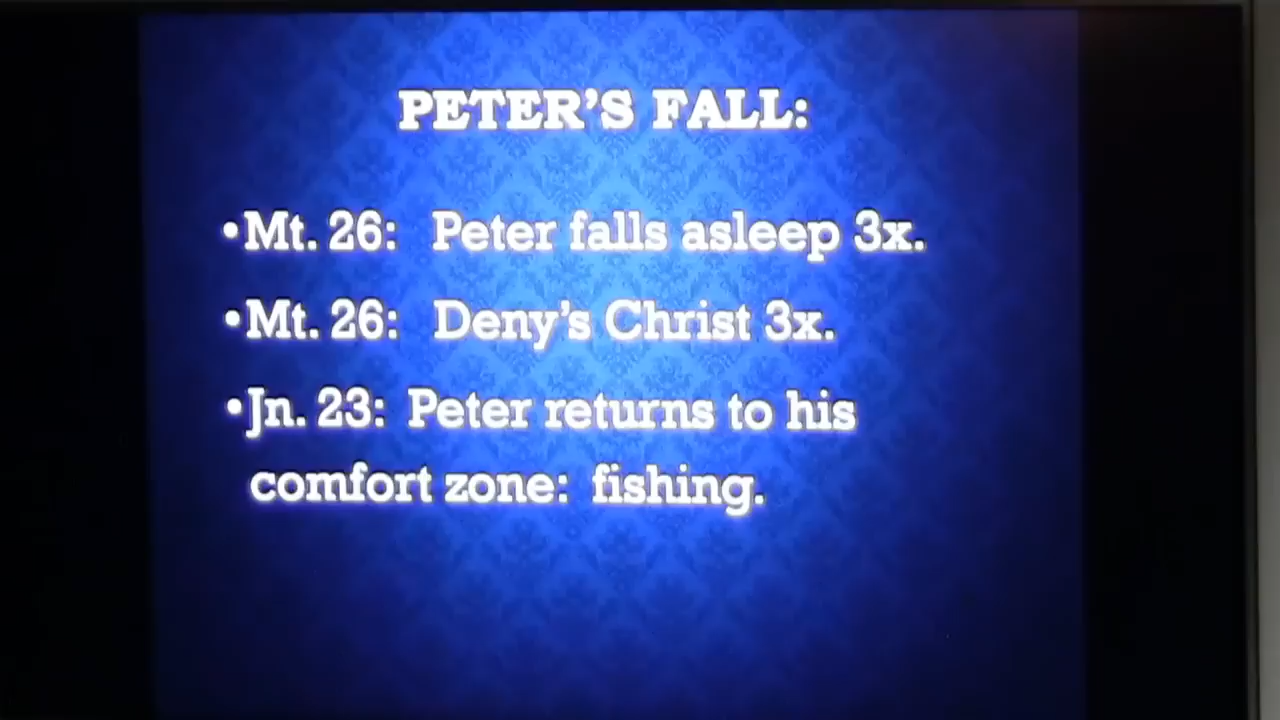 PETER'S FALL:
•Mt. 26: Peter falls asleep 3x.
•Mt. 26: Deny's Christ 3x.
•Jn. 23: Peter returns to his
comfort zone: fishing.